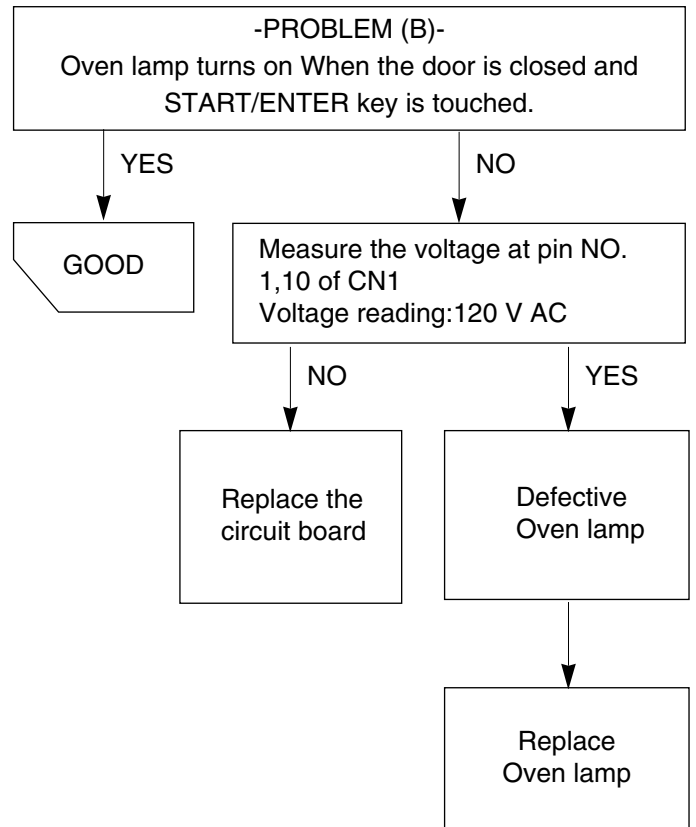 -PROBLEM (B)-
Oven lamp turns on When the door is closed and
START/ENTER key is touched.
YES
NO
GOOD
Measure the voltage at pin NO.
1,10 of CN1
Voltage reading:120 V AC
NO
YES
Replace the
circuit board
Defective
Oven lamp
Replace
Oven lamp